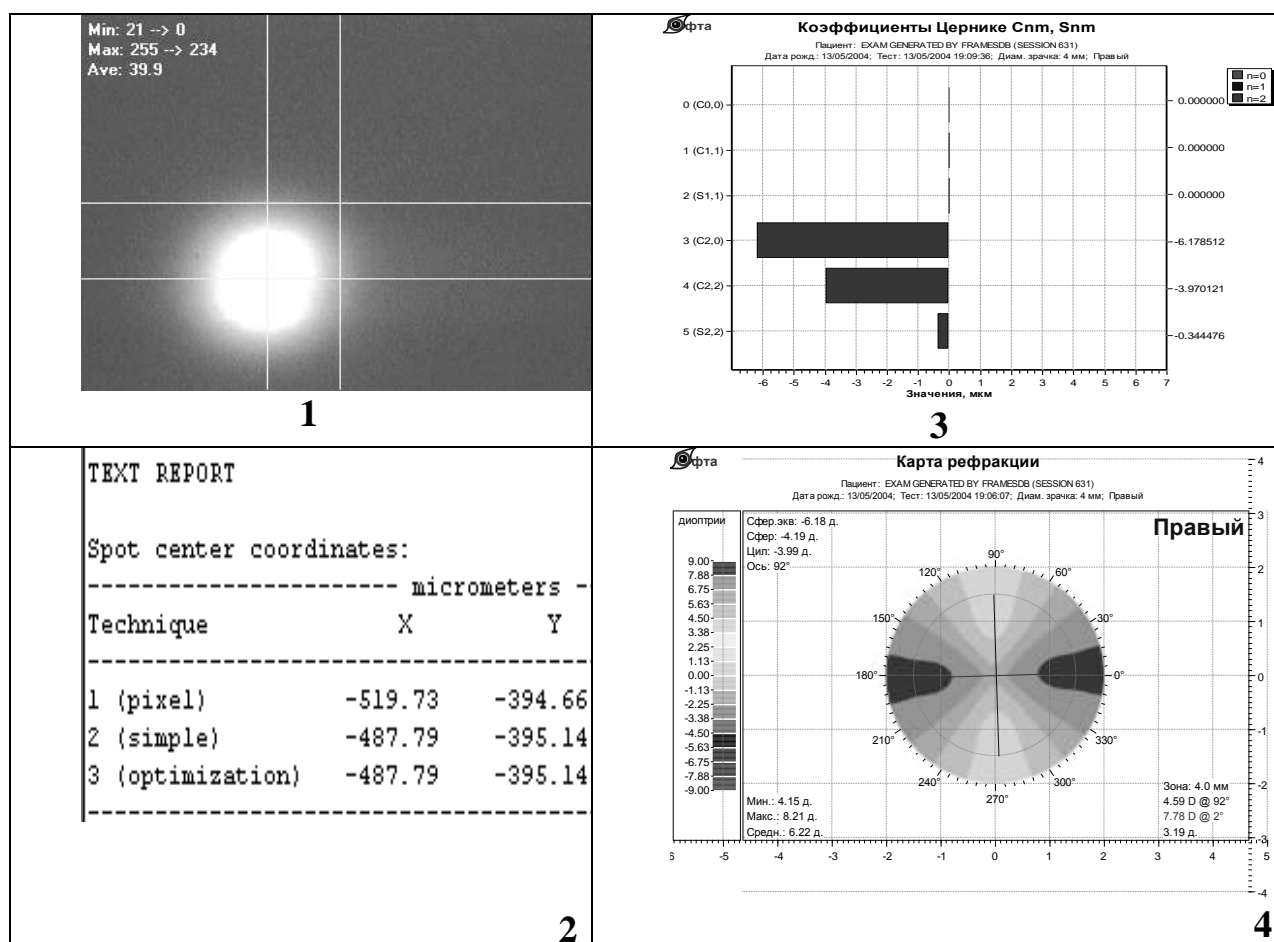 Min: 21 --> 0
Max: 255 --> 234
Ave: 39.9
1
фта
Коэффициенты Цернике Cnm, Snm
Пациент: EXAM GENERATED BY FRAMESDB (SESSION 631)
Дата рожд.: 13/05/2004; Тест: 13/05/2004 19:09:36; Диам. зрачка: 4 мм; Правый
n=0
n=1
n=2
0 (C0,0) 0.000000
1 (C1,1) 0.000000
2 (S1,1) 0.000000
3 (C2,0) -6.178512
4 (C2,2) -3.970121
5 (S2,2) -0.344476
-6 -5 -4 -3 -2 -1 0 1 2 3 4 5 6 7
Значения, мкм
3
TEXT REPORT
Spot center coordinates:
micrometers
Technique X Y
1 (pixel) -519.73 -394.66
2 (simple) -487.79 -395.14
3 (optimization) -487.79 -395.14
2
фта
Карта рефракции
Пациент: EXAM GENERATED BY FRAMESDB (SESSION 631)
Дата рожд.: 13/05/2004; Тест: 13/05/2004 19:06:07; Диам. зрачка: 4 мм; Правый
диоптрии
9.00
7.88
6.75
5.63
4.50
3.38
2.25
1.13
0.00
-1.13
-2.25
-3.38
-4.50
-5.63
-6.75
-7.88
-9.00
Сфер.экв: -6.18 д.
Сфер: -4.19 д.
Цил: -3.99 д.
Ось: 92°
Правый
90°
120° 60°
150° 30°
180° 0°
210° 330°
240° 300°
270°
Мин.: 4.15 д.
Макс.: 8.21 д.
Средн.: 6.22 д.
Зона: 4.0 мм
4.59 D @ 92°
7.78 D @ 2°
3.19 д.
4
3
2
1
0
-1
-2
-3
-4
6 -5 -4 -3 -2 -1 0 1 2 3 4 5
4